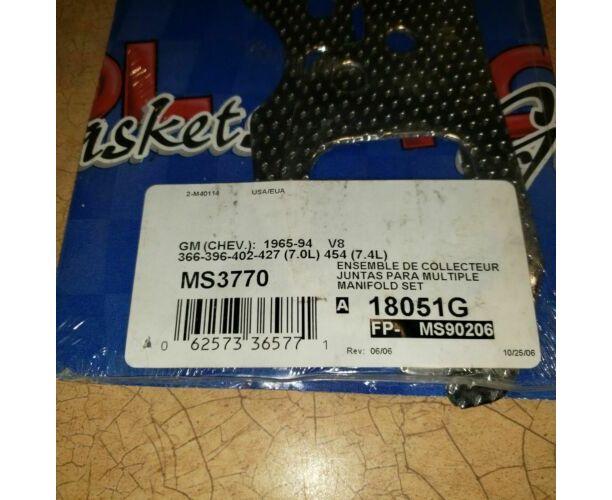 Gaskets
2-M40114 USA/EUA
GM (CHEV.): 1965-94 V8
366-396-402-427 (7.0L) 454 (7.4L)
MS3770
ENSEMBLE DE COLLECTEUR
JUNTAS PARA MULTIPLE
MANIFOLD SET
A 18051G
FP- MS90206
0 62573 36577 1
Rev: 06/06 10/25/06